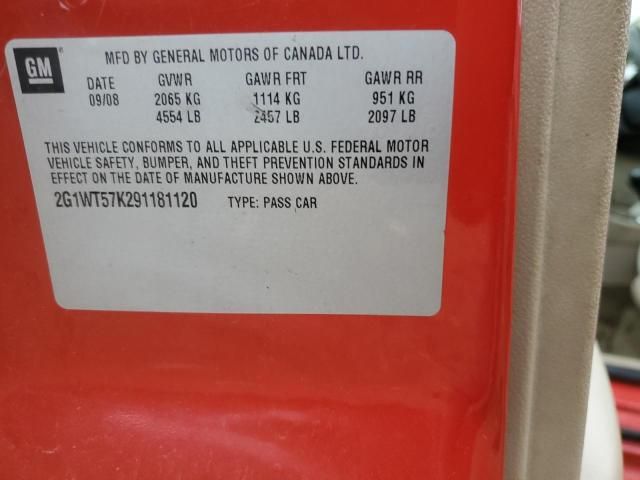 GM
MFD BY GENERAL MOTORS OF CANADA LTD.
DATE GVWR GAWR FRT GAWR RR
09/08 2065 KG 1114 KG 951 KG
4554 LB 2457 LB 2097 LB
THIS VEHICLE CONFORMS TO ALL APPLICABLE U.S. FEDERAL MOTOR
VEHICLE SAFETY, BUMPER, AND THEFT PREVENTION STANDARDS IN
EFFECT ON THE DATE OF MANUFACTURE SHOWN ABOVE.
2G1WT57K291181120 TYPE: PASS CAR